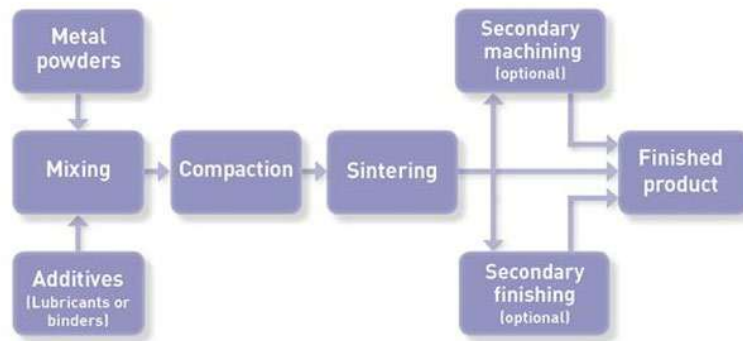 Metal
powders
Mixing
Additives
(Lubricants or
binders)
Compaction
Sintering
Secondary
machining
(optional)
Secondary
finishing
(optional)
Finished
product